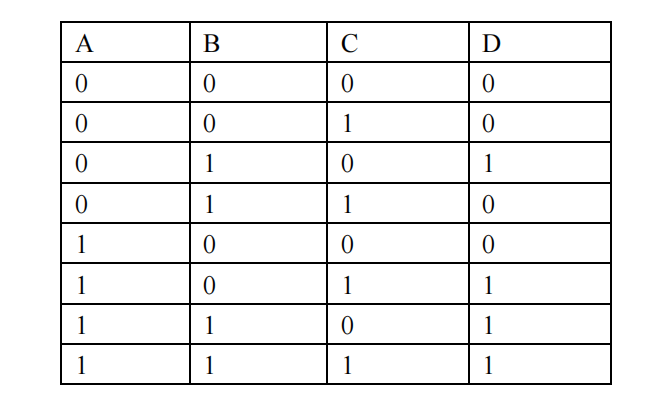 A B C D
0 0 0 0
0 0 1 0
0 1 0 1
0 1 1 0
1 0 0 0
1 0 1 1
1 1 0 1
1 1 1 1